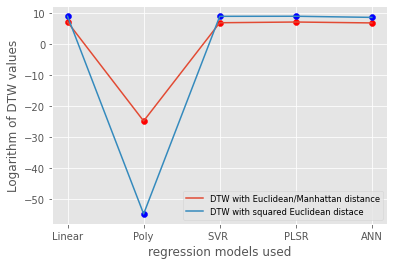 10
0
−10
−20
−30
−40
−50
Logarithm of DTW values
DTW with Euclidean/Manhattan distance
DTW with squared Euclidean distace
Linear Poly SVR PLSR ANN
regression models used